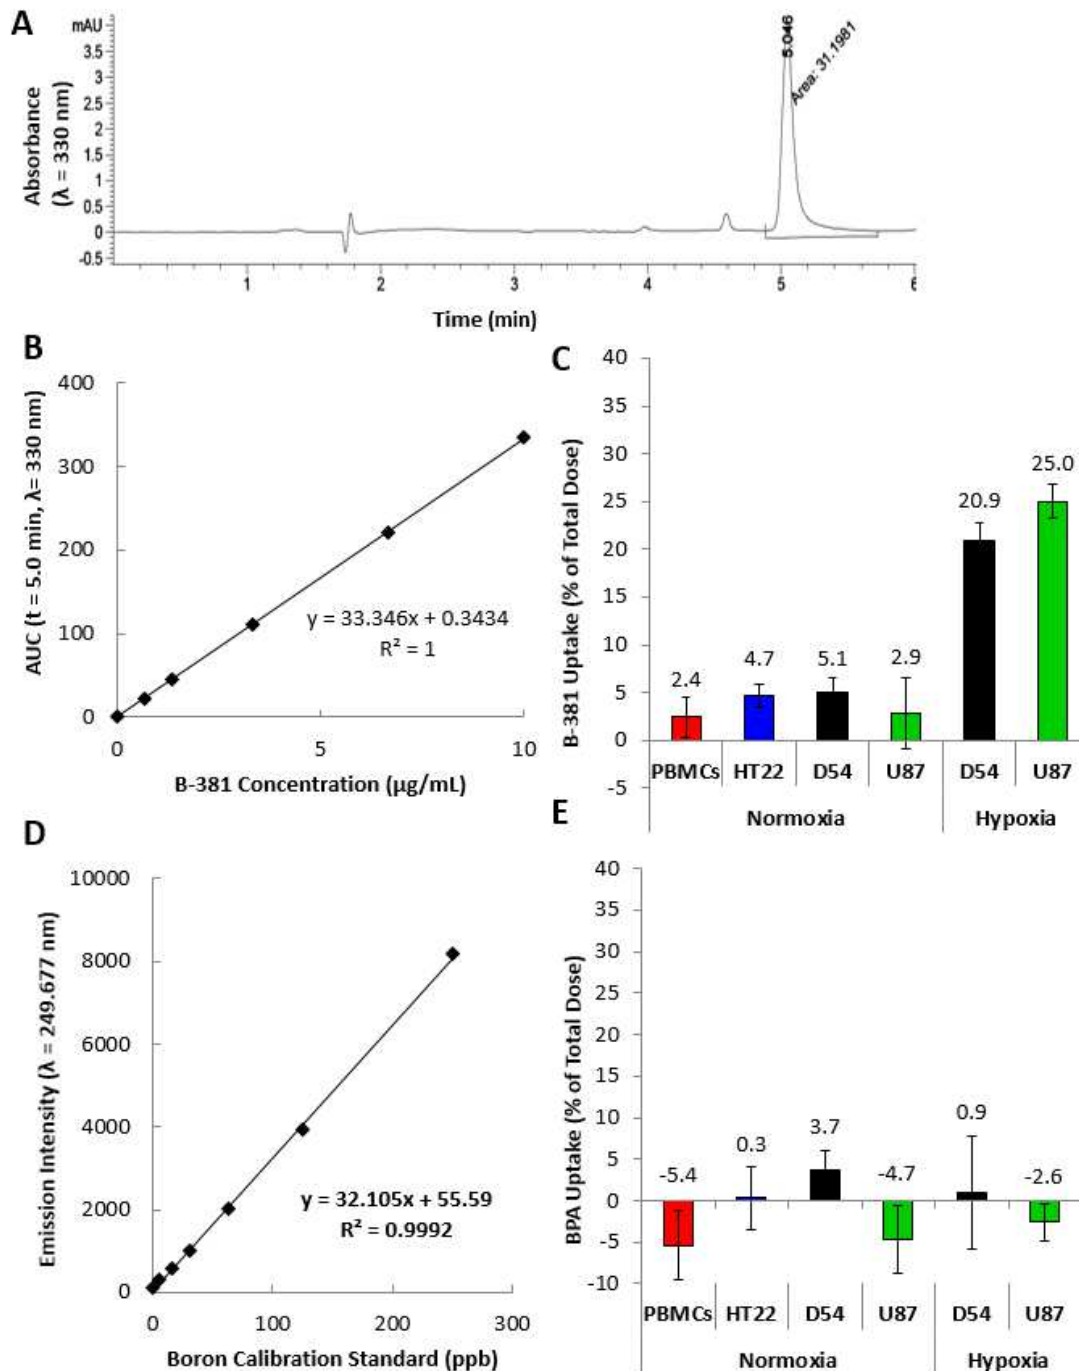 A
mAU
3.5
3
2.5
2
1.5
1
0.5
0
-0.5
Absorbance
(λ = 330 nm)
5.046
Area: 31.1981
1 2 3 4 5 6
Time (min)
B
400
300
200
100
0
AUC (t = 5.0 min, λ= 330 nm)
y = 33.346x + 0.3434
R² = 1
0 5 10
B-381 Concentration (µg/mL)
C
40
35
30
25
20
15
10
5
0
-5
B-381 Uptake (% of Total Dose)
2.4 4.7 5.1 2.9 20.9 25.0
PBMCs HT22 D54 U87 D54 U87
Normoxia Hypoxia
D
10000
8000
6000
4000
2000
0
Emission Intensity (λ = 249.677 nm)
y = 32.105x + 55.59
R² = 0.9992
0 100 200 300
Boron Calibration Standard (ppb)
E
40
35
30
25
20
15
10
5
0
-5
-10
BPA Uptake (% of Total Dose)
-5.4 0.3 3.7 -4.7 0.9 -2.6
PBMCs HT22 D54 U87 D54 U87
Normoxia Hypoxia